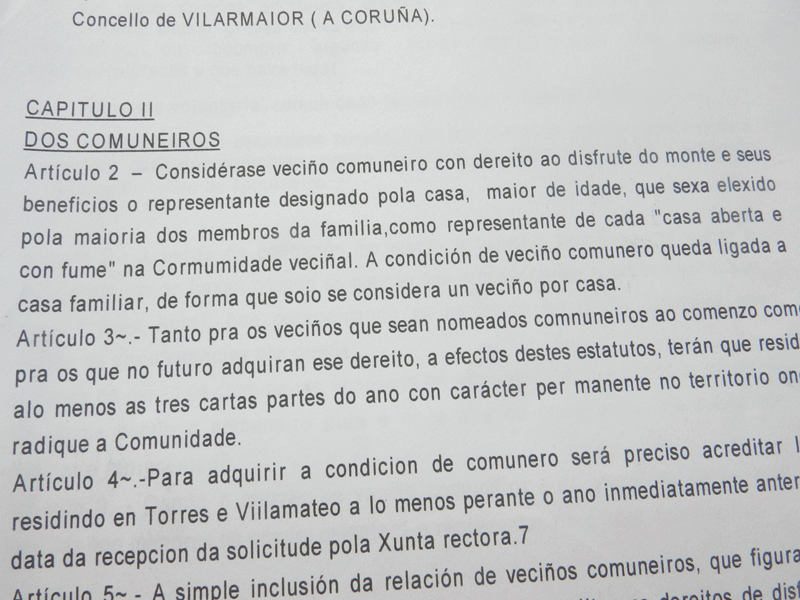 Concello de VILARMAIOR ( A CORUÑA).
CAPITULO II
DOS COMUNEIROS
Artículo 2 – Considérase veciño comuneiro con dereito ao disfrute do monte e seus
beneficios o representante designado pola casa, maior de idade, que sexa elexido
pola maioria dos membros da familia,como representante de cada "casa aberta e
con fume" na Cormumidade veciñal. A condición de veciño comunero queda ligada a
casa familiar, de forma que soio se considera un veciño por casa.
Artículo 3~.- Tanto pra os veciños que sean nomeados comnuneiros ao comenzo com
pra os que no futuro adquiran ese dereito, a efectos destes estatutos, terán que resid
alo menos as tres cartas partes do ano con carácter per manente no territorio on
radique a Comunidade.
Artículo 4~.-Para adquirir a condicion de comunero será preciso acreditar l
residindo en Torres e Viilamateo a lo menos perante o ano inmediatamente anter
data da recepcion da solicitude pola Xunta rectora.7
Artículo 5~ - A simple inclusión da relación de veciños comuneiros, que figura
dereitos de disf